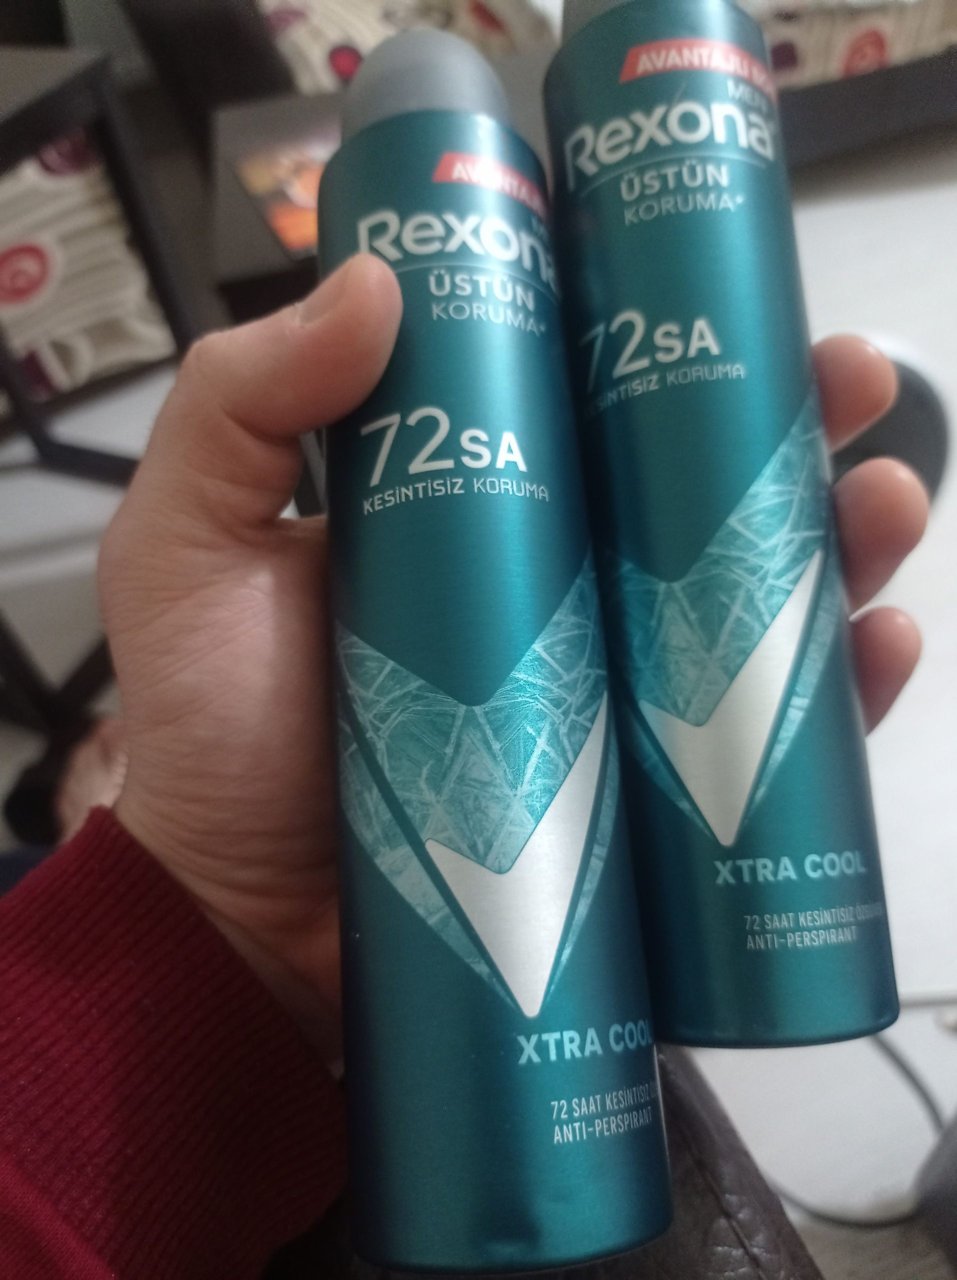 Rexona
ÜSTÜN
KORUMA*
72SA
KESİNTİSİZ KORUMA
XTRA COOL
72 SAAT KESİNTİSİZ
ANTI-PERSPIRANT
MEN
Rexona
ÜSTÜN
KORUMA*
72SA
KESİNTİSİZ KORUMA
XTRA COOL
72 SAAT KESİNTİSİZ
ANTI-PERSPIRANT